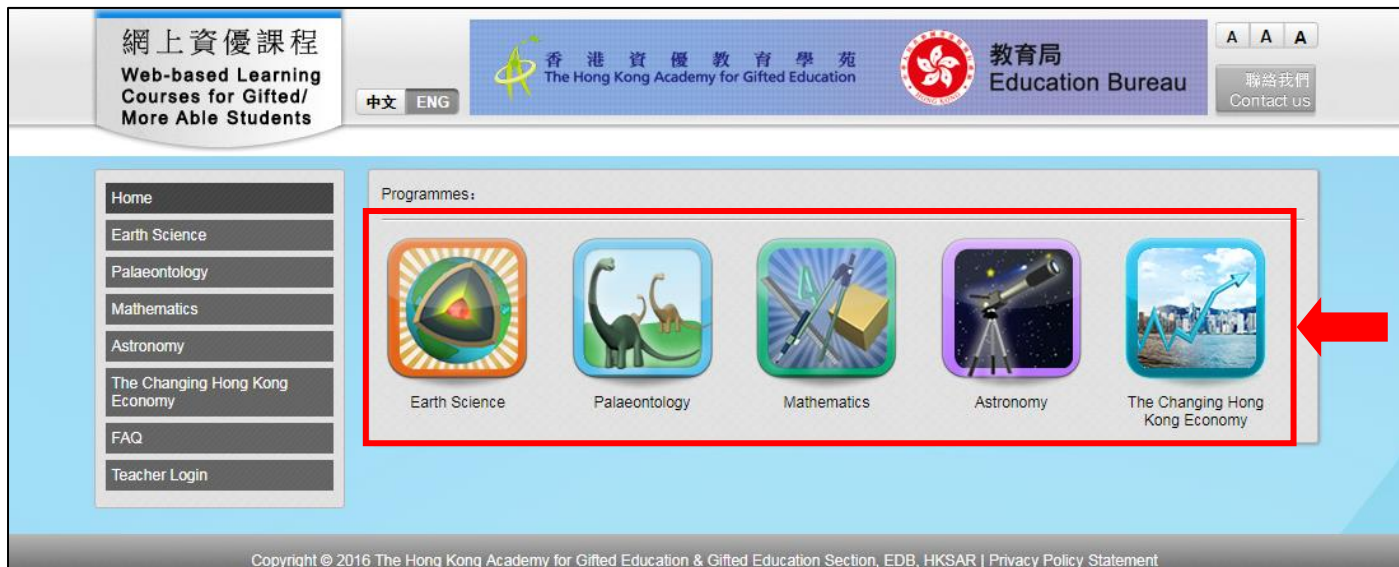 網上資優課程
Web-based Learning
Courses for Gifted/
More Able Students
中文 ENG
香港資優教育學苑
The Hong Kong Academy for Gifted Education
教育局
Education Bureau
A A A
聯絡我們
Contact us
Home
Earth Science
Palaeontology
Mathematics
Astronomy
The Changing Hong Kong
Economy
FAQ
Teacher Login
Programmes:
Earth Science
Palaeontology
Mathematics
Astronomy
The Changing Hong
Kong Economy
Copyright © 2016 The Hong Kong Academy for Gifted Education & Gifted Education Section, EDB, HKSAR | Privacy Policy Statement